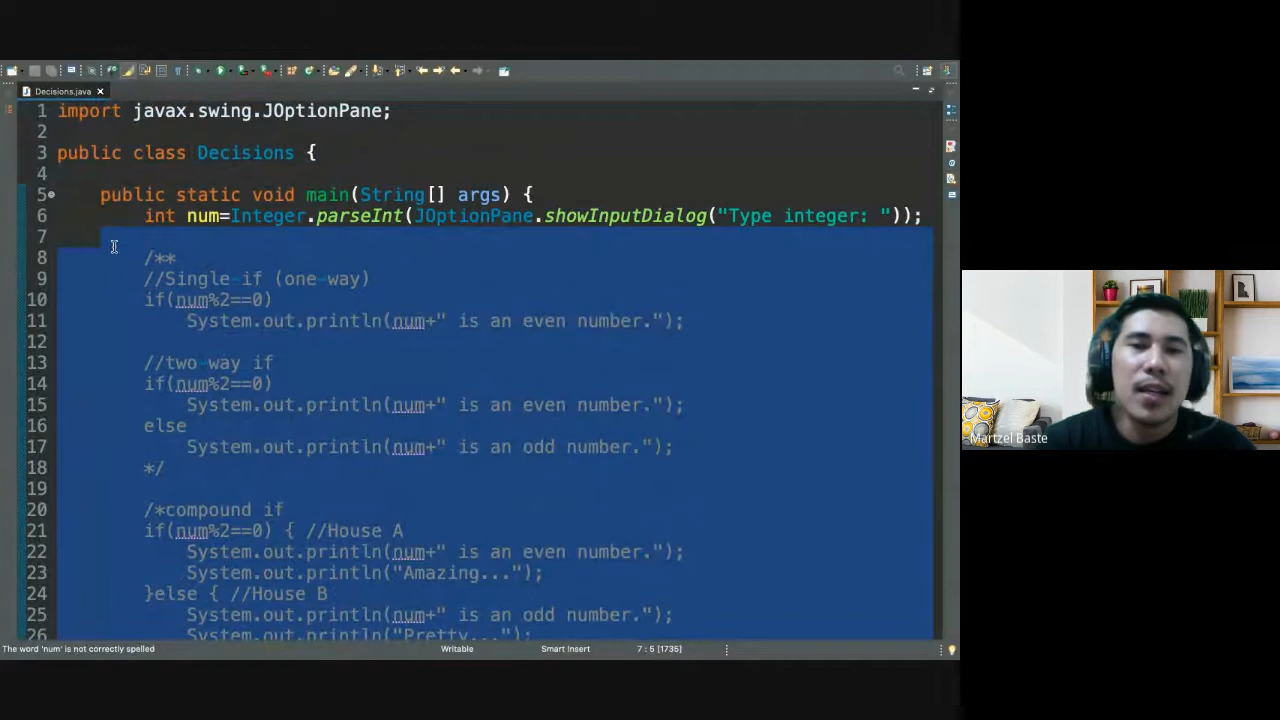 Decisions.java
1 import javax.swing.JOptionPane;
2
3 public class Decisions {
4
5 public static void main(String[] args) {
6 int num=Integer.parseInt(JOptionPane.showInputDialog("Type integer: "));
7
8 /**
9 //Single-if (one-way)
10 if(num%2==0)
11 System.out.println(num+" is an even number.");
12
13 //two-way if
14 if(num%2==0)
15 System.out.println(num+" is an even number.");
16 else
17 System.out.println(num+" is an odd number.");
18 */
19
20 /*compound if
21 if(num%2==0) { //House A
22 System.out.println(num+" is an even number.");
23 System.out.println("Amazing...");
24 }else { //House B
25 System.out.println(num+" is an odd number.");
26 System.out.println("Pretty...");
The word 'num' is not correctly spelled
Writable
Smart Insert
7 : 5 [1735]
Martzel Baste